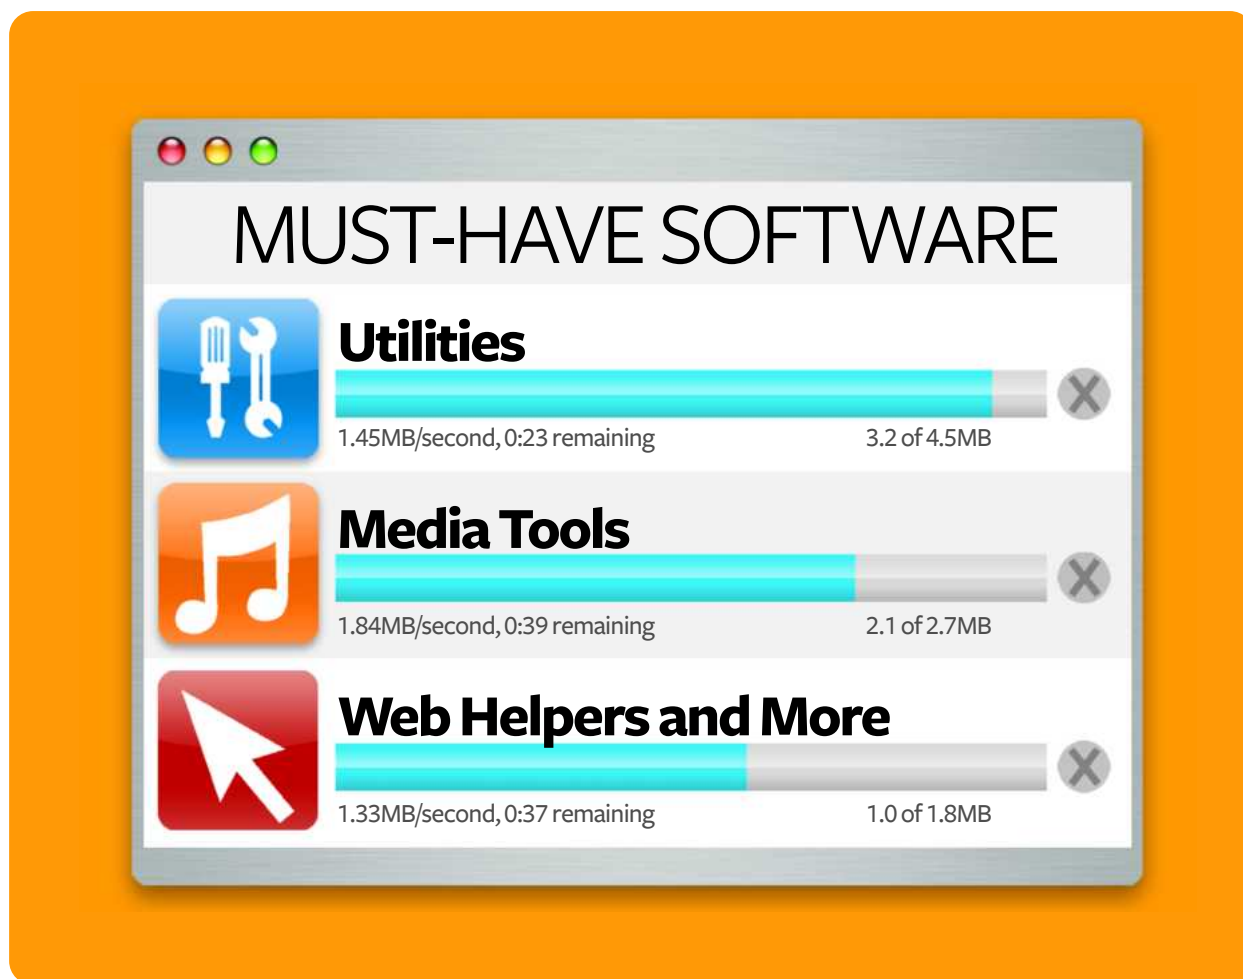 MUST-HAVE SOFTWARE
Utilities
1.45MB/second, 0:23 remaining 3.2 of 4.5MB
Media Tools
1.84MB/second, 0:39 remaining 2.1 of 2.7MB
Web Helpers and More
1.33MB/second, 0:37 remaining 1.0 of 1.8MB